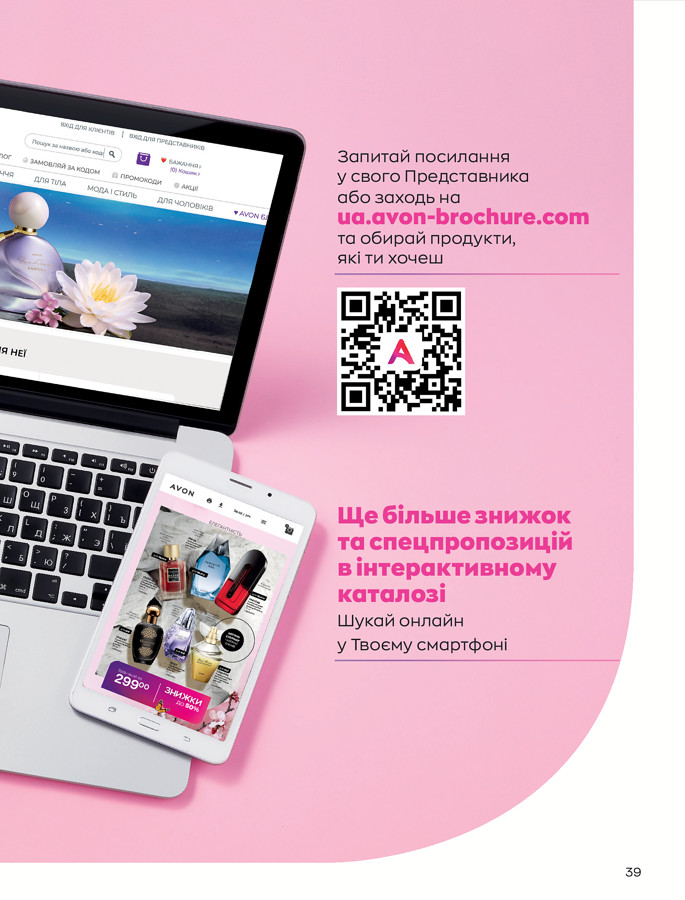 ВХІД ДЛЯ КЛІЄНТІВ | ВХІД ДЛЯ ПРЕДСТАВНИКІВ
Пошук за назвою або код
БАЖАННЯ
(0) Кошик
ЛОГ
ЗАМОВЛЯЙ ЗА КОДОМ
ПРОМОКОДИ
АКЦІЇ
ЧЧЯ
ДЛЯ ТІЛА
МОДА І СТИЛЬ
ДЛЯ ЧОЛОВІКІВ
AVON
Я НЕЇ
Запитай посилання
у свого Представника
або заходь на
ua.avon-brochure.com
та обирай продукти,
які ти хочеш
A
AVON
ЕЛЕГАНТНІСТЬ
299⁰⁰
ЗНИЖКИ
ДО 50%
Ще більше знижок
та спецпропозицій
в інтерактивному
каталозі
Шукай онлайн
у Твоєму смартфоні
39